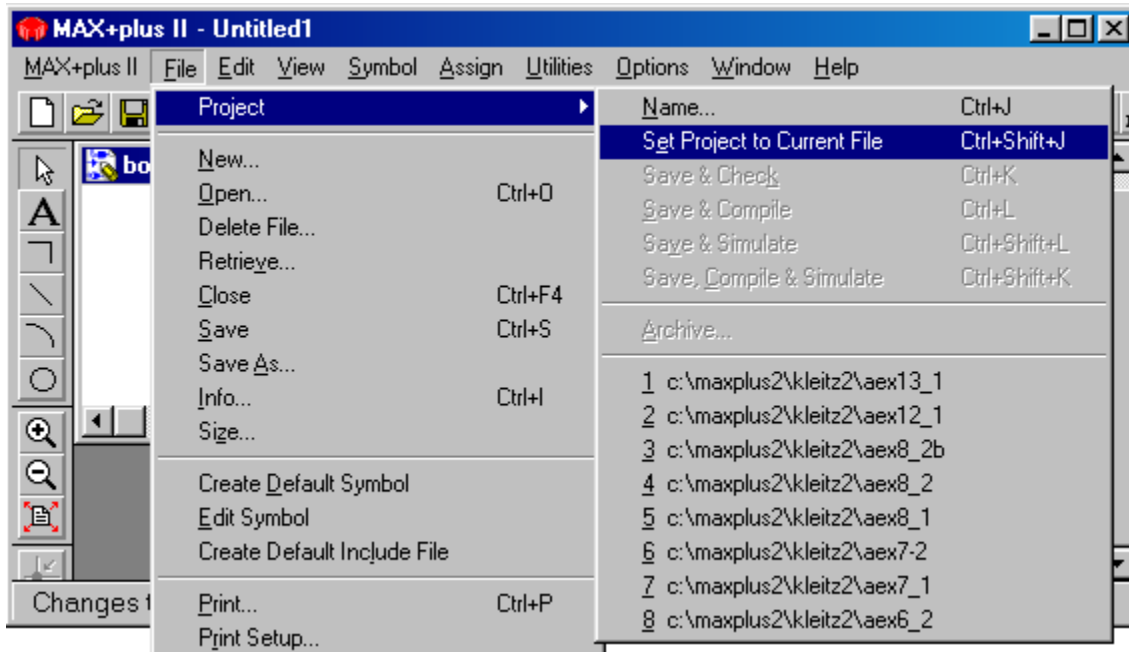 MAX+plus II - Untitled1
MAX+plus II File Edit View Symbol Assign Utilities Options Window Help
Project
New...
Open... Ctrl+O
Delete File...
Retrieve...
Close Ctrl+F4
Save Ctrl+S
Save As...
Info... Ctrl+I
Size...
Create Default Symbol
Edit Symbol
Create Default Include File
Print... Ctrl+P
Print Setup...
Name... Ctrl+J
Set Project to Current File Ctrl+Shift+J
Save & Check Ctrl+K
Save & Compile Ctrl+L
Save & Simulate Ctrl+Shift+L
Save, Compile & Simulate Ctrl+Shift+K
Archive...
1 c:\maxplus2\kleitz2\aex13_1
2 c:\maxplus2\kleitz2\aex12_1
3 c:\maxplus2\kleitz2\aex8_2b
4 c:\maxplus2\kleitz2\aex8_2
5 c:\maxplus2\kleitz2\aex8_1
6 c:\maxplus2\kleitz2\aex7-2
7 c:\maxplus2\kleitz2\aex7_1
8 c:\maxplus2\kleitz2\aex6_2
bo
A
Changes